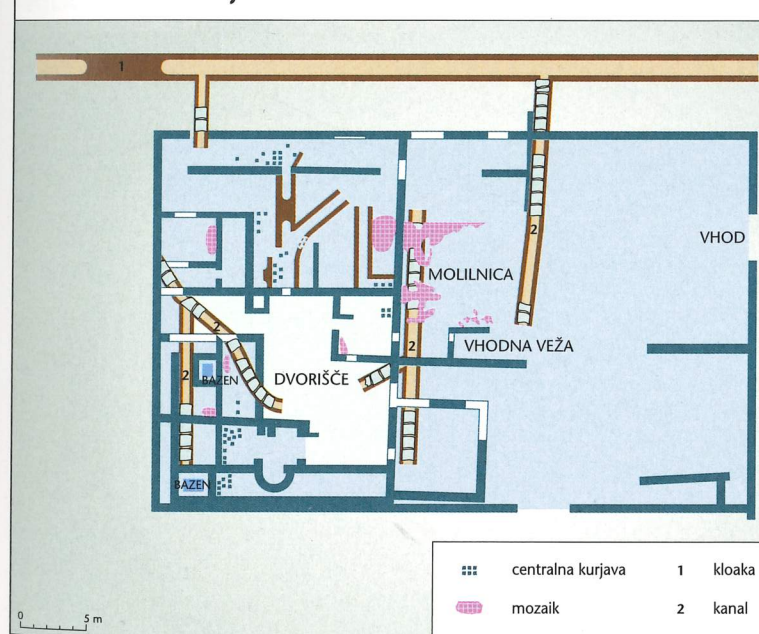 1
2
VHOD
MOLILNICA
2
2
VHODNA VEŽA
2
BAZEN
DVORIŠČE
BAZEN
centralna kurjava
1 kloaka
mozaik
2 kanal
0 5 m